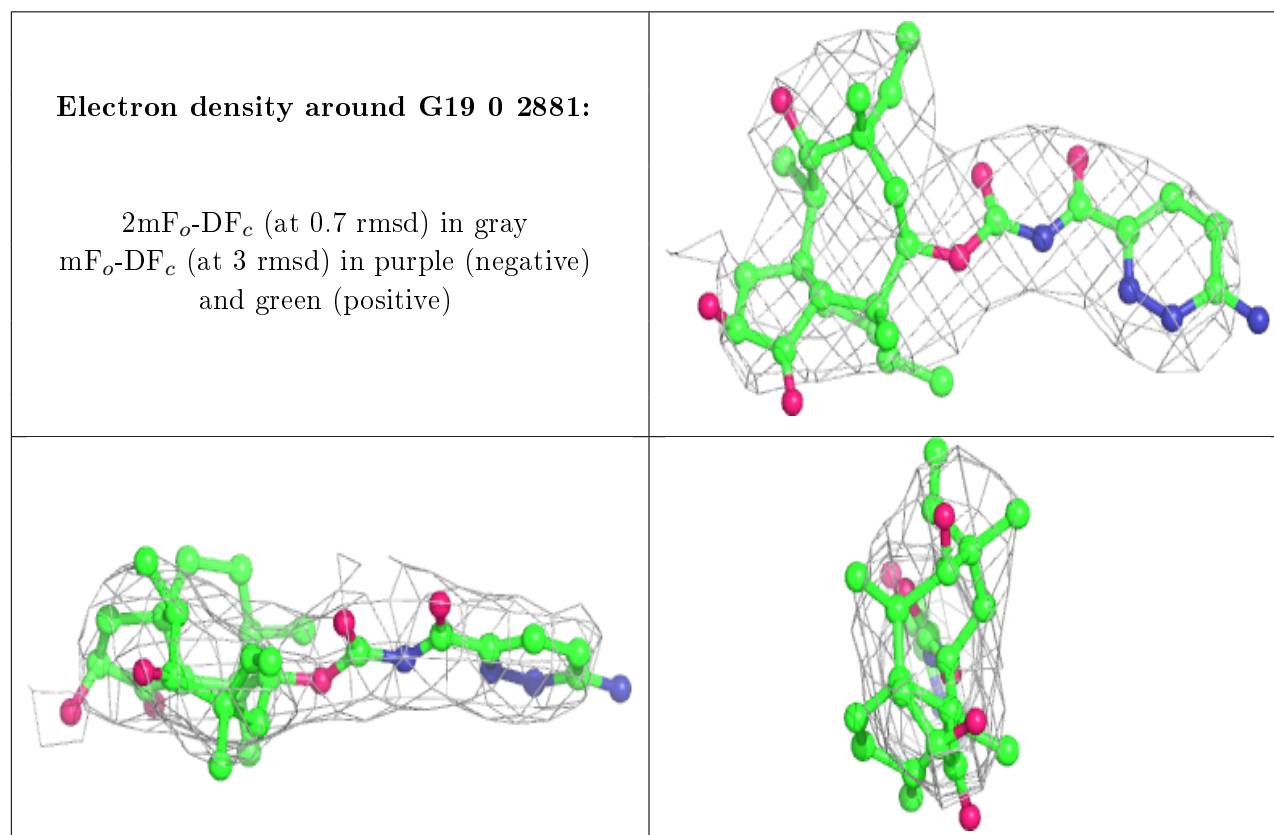 Electron density around G19 0 2881:
2mFo-DFc (at 0.7 rmsd) in gray
mFo-DFc (at 3 rmsd) in purple (negative)
and green (positive)